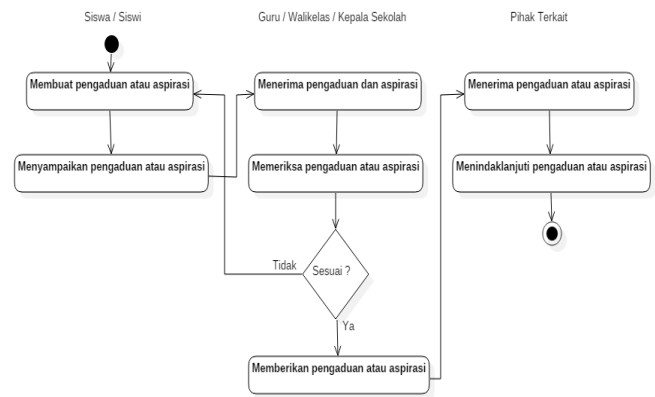 Siswa / Siswi
Guru / Walikelas / Kepala Sekolah
Pihak Terkait
Membuat pengaduan atau aspirasi
Menerima pengaduan dan aspirasi
Menerima pengaduan atau aspirasi
Menyampaikan pengaduan atau aspirasi
Memeriksa pengaduan atau aspirasi
Menindaklanjuti pengaduan atau aspirasi
Tidak
Sesuai ?
Ya
Memberikan pengaduan atau aspirasi